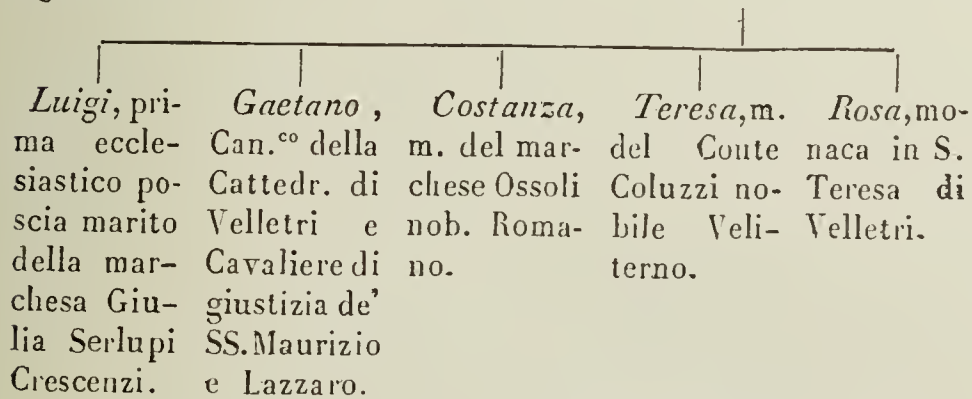 Luigi, pri-
ma eccle-
siastico po-
scia marito
della mar-
chesa Giu-
lia Serlupi
Crescenzi.
Gaetano ,
Can.co della
Cattedr. di
Velletri e
Cavaliere di
giustizia de'
SS. Maurizio
e Lazzaro.
Costanza,
m. del mar-
chese Ossoli
nob. Roma-
no.
Teresa, m.
del Conte
Coluzzi no-
bile Veli-
terno.
Rosa, mo-
naca in S.
Teresa di
Velletri.